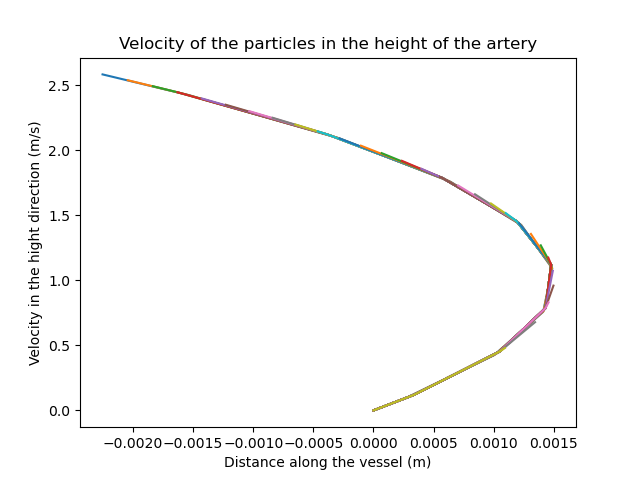 Velocity of the particles in the height of the artery
Velocity in the hight direction (m/s)
2.5
2.0
1.5
1.0
0.5
0.0
−0.0020 −0.0015 −0.0010 −0.0005 0.0000 0.0005 0.0010 0.0015
Distance along the vessel (m)